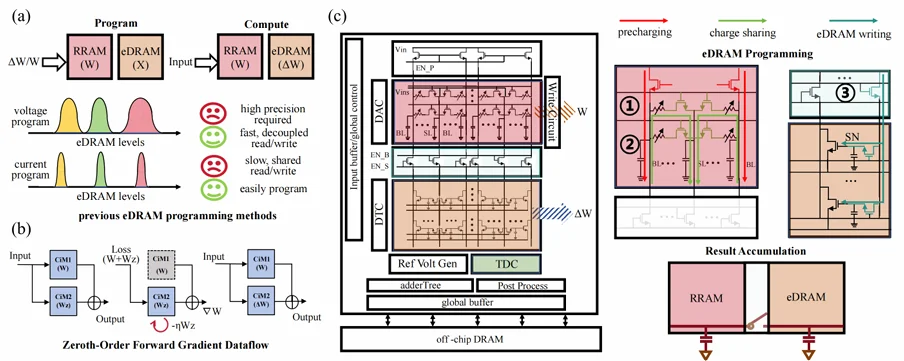 (a)
Program
Compute
ΔW/W
RRAM
(W)
eDRAM
(X)
Input
RRAM
(W)
eDRAM
(ΔW)
voltage
program
eDRAM levels
high precision
required
fast, decoupled
read/write
current
program
eDRAM levels
slow, shared
read/write
easily program
previous eDRAM programming methods
(b)
Input
CiM1
(W)
CiM2
(Wz)
Output
Loss
(W+Wz)
CiM1
(W)
CiM2
(Wz)
∇W
-ηWz
Input
CiM1
(W)
CiM2
(ΔW)
Output
Zeroth-Order Forward Gradient Dataflow
(c)
Input buffer/global control
Vin
EN_P
DAC
Vins
BL
SL
BL
BL
SL
BL
WriteCircuit
W
EN_B
EN_S
DTC
ΔW
Ref Volt Gen
TDC
adderTree
Post Process
global buffer
off-chip DRAM
precharging
charge sharing
eDRAM writing
eDRAM Programming
①
②
BL
SL
BL
③
SN
Result Accumulation
RRAM
eDRAM